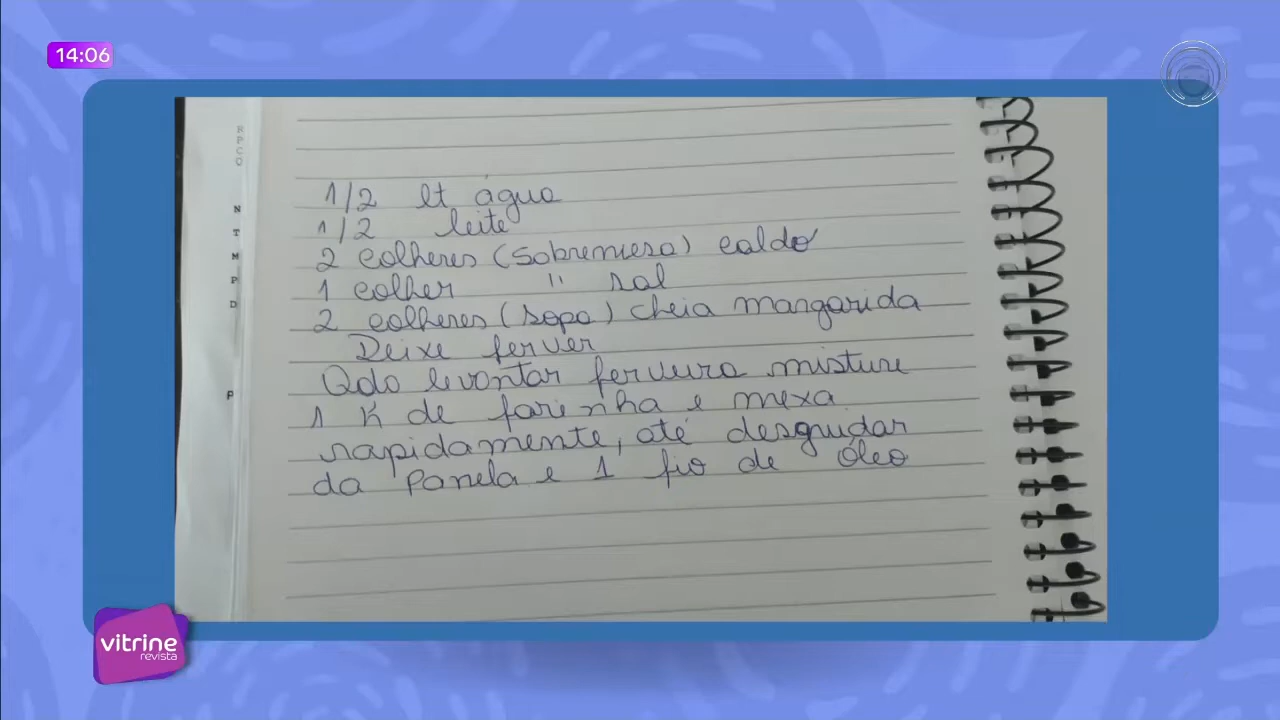 14:06
R P C O
N T M P D
P
1/2 lt água
1/2 leite
2 colheres (sobremesa) caldo
1 colher " sal
2 colheres (sopa) cheia mangarida
Deixe ferver
Qdo levantar fervura misture
1 K de farinha e mexa
rapidamente, até desgrudar
da Panela e 1 fio de óleo
vitrine
revista